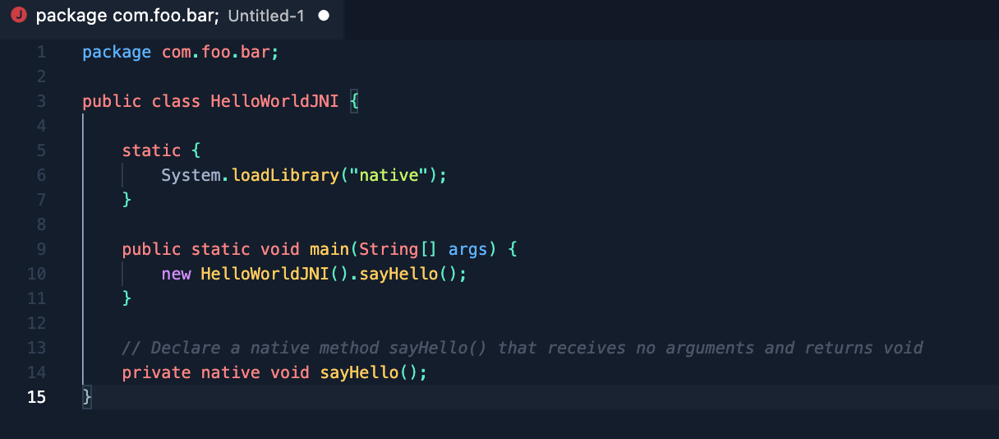 package com.foo.bar; Untitled-1
1 package com.foo.bar;
2
3 public class HelloWorldJNI {
4
5     static {
6         System.loadLibrary("native");
7     }
8
9     public static void main(String[] args) {
10         new HelloWorldJNI().sayHello();
11     }
12
13     // Declare a native method sayHello() that receives no arguments and returns void
14     private native void sayHello();
15 }